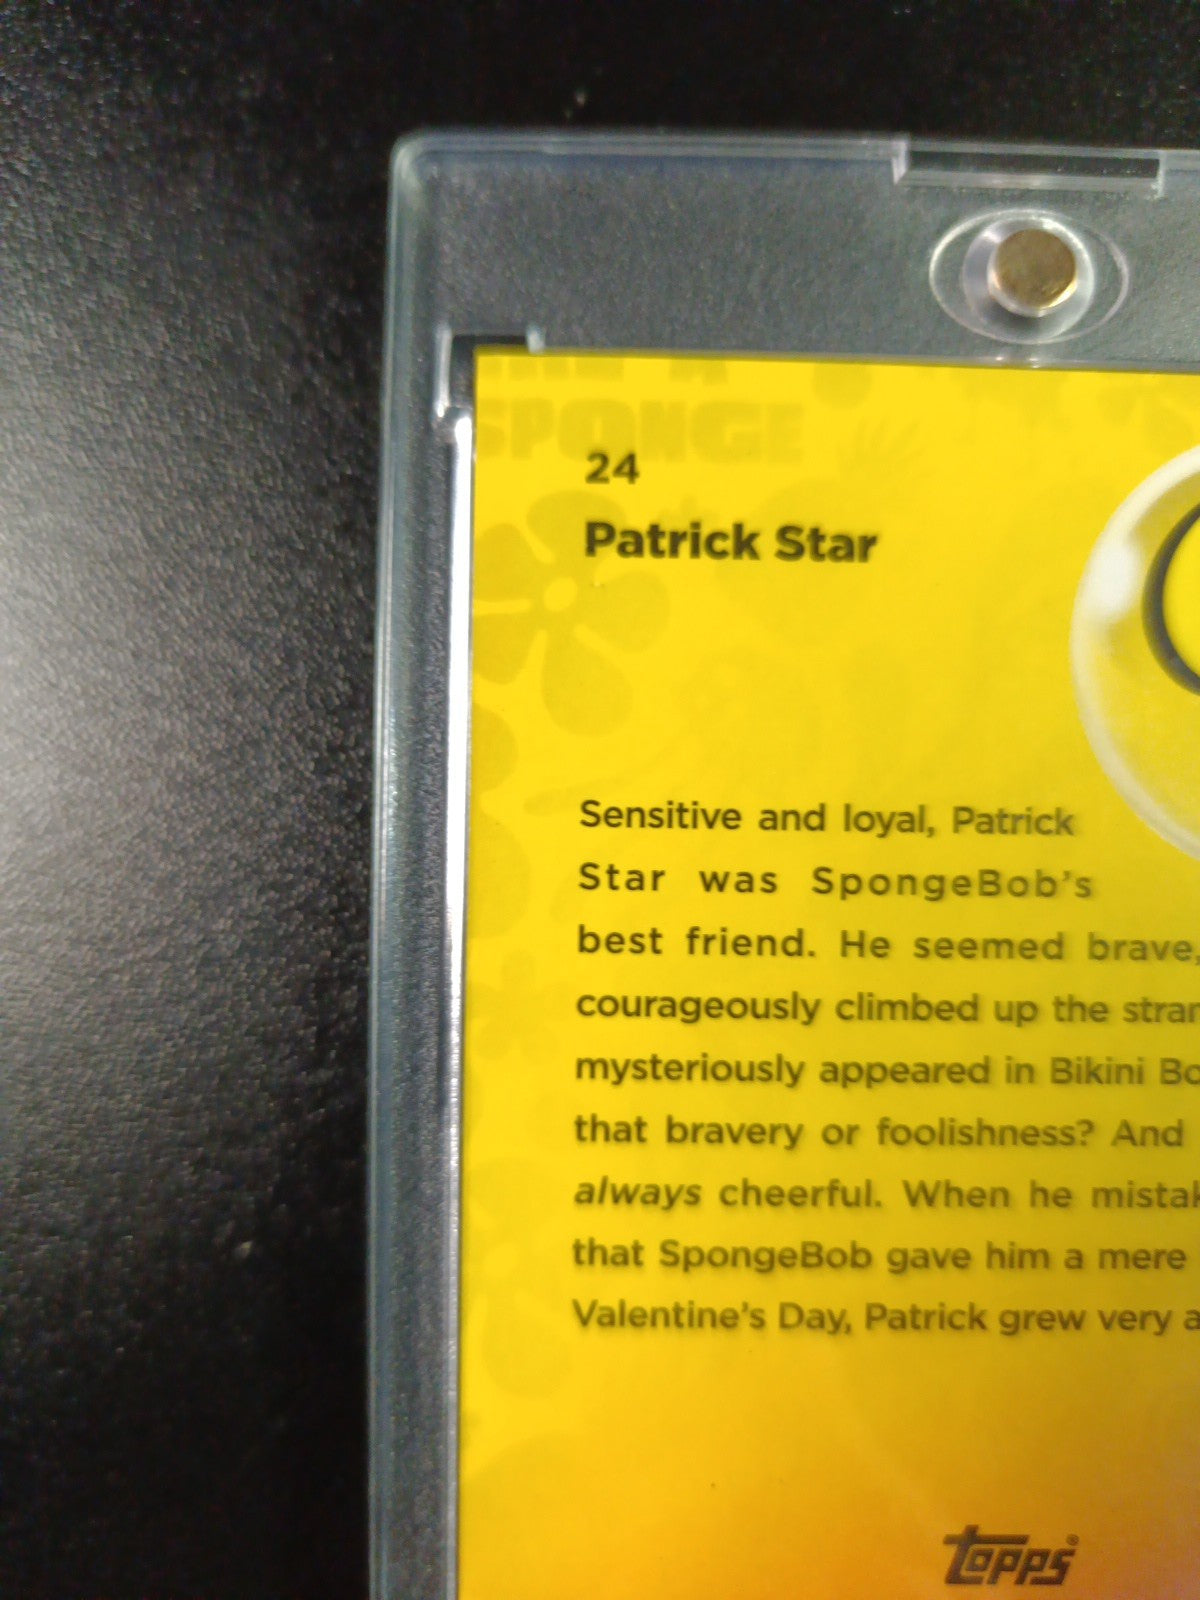 SPONGE
24
Patrick Star
Sensitive and loyal, Patrick
Star was SpongeBob's
best friend. He seemed brave,
courageously climbed up the
mysteriously appeared in Bikini
that bravery or foolishness? And
always cheerful. When he
that SpongeBob gave him a mere
Valentine's Day, Patrick grew very
topps